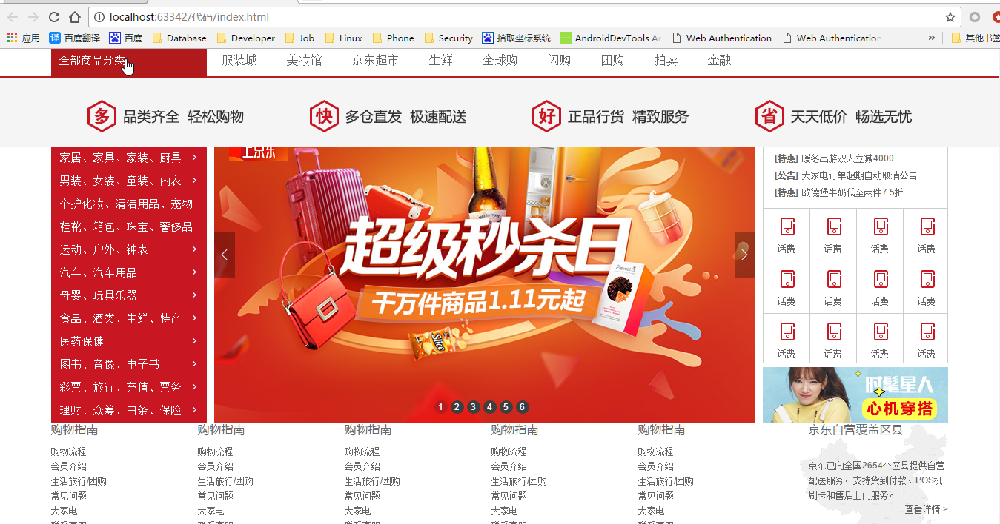 localhost:63342/代码/index.html
应用 百度翻译 百度 Database Developer Job Linux Phone Security 拾取坐标系统 AndroidDevTools Web Authentication Web Authentication » 其他书签
全部商品分类 服装城 美妆馆 京东超市 生鲜 全球购 闪购 团购 拍卖 金融
多 品类齐全 轻松购物 快 多仓直发 极速配送 好 正品行货 精致服务 省 天天低价 畅选无忧
家居、家具、家装、厨具 >
男装、女装、童装、内衣 >
个护化妆、清洁用品、宠物
鞋靴、箱包、珠宝、奢侈品
运动、户外、钟表 >
汽车、汽车用品 >
母婴、玩具乐器 >
食品、酒类、生鲜、特产 >
医药保健 >
图书、音像、电子书 >
彩票、旅行、充值、票务 >
理财、众筹、白条、保险 >
上京东
超级秒杀日
千万件商品1.11元起
Prewetts
Slice
1 2 3 4 5 6
[特惠] 暖冬出游双人立减4000
[公告] 大家电订单超期自动取消公告
[特惠] 欧德堡牛奶低至两件7.5折
话费 话费 话费 话费
话费 话费 话费 话费
话费 话费 话费 话费
时髦星人
心机穿搭
购物指南 购物指南 购物指南 购物指南 购物指南
购物流程 购物流程 购物流程 购物流程 购物流程
会员介绍 会员介绍 会员介绍 会员介绍 会员介绍
生活旅行/团购 生活旅行/团购 生活旅行/团购 生活旅行/团购 生活旅行/团购
常见问题 常见问题 常见问题 常见问题 常见问题
大家电 大家电 大家电 大家电 大家电
京东自营覆盖区县
京东已向全国2654个区县提供自营
配送服务，支持货到付款、POS机
刷卡和售后上门服务。
查看详情 >